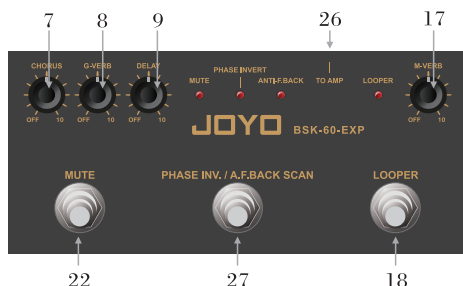 7 8 9 26 17
CHORUS G-VERB DELAY M-VERB
PHASE INVERT
MUTE ANTI-F.BACK TO AMP LOOPER
OFF 10 OFF 10 OFF 10 OFF 10
JOYO BSK-60-EXP
MUTE PHASE INV. / A.F.BACK SCAN LOOPER
22 27 18